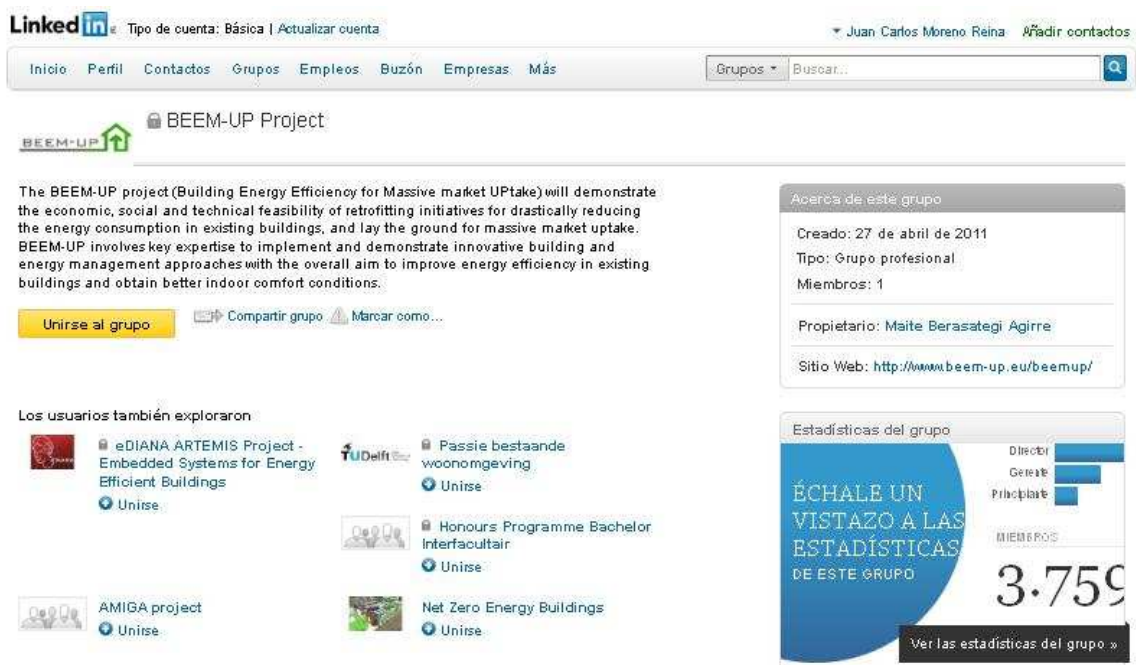 Linked in Tipo de cuenta: Básica | Actualizar cuenta
Juan Carlos Moreno Reina Añadir contactos
Inicio Perfil Contactos Grupos Empleos Buzón Empresas Más
Grupos Buscar...
BEEM-UP
BEEM-UP Project
The BEEM-UP project (Building Energy Efficiency for Massive market UPtake) will demonstrate
the economic, social and technical feasibility of retrofitting initiatives for drastically reducing
the energy consumption in existing buildings, and lay the ground for massive market uptake.
BEEM-UP involves key expertise to implement and demonstrate innovative building and
energy management approaches with the overall aim to improve energy efficiency in existing
buildings and obtain better indoor comfort conditions.
Unirse al grupo
Compartir grupo Marcar como...
Acerca de este grupo
Creado: 27 de abril de 2011
Tipo: Grupo profesional
Miembros: 1
Propietario: Maite Berasategi Agirre
Sitio Web: http://www.beem-up.eu/beemup/
Los usuarios también exploraron
eDIANA ARTEMIS Project -
Embedded Systems for Energy
Efficient Buildings
Unirse
TUDelft
Passie bestaande
woonomgeving
Unirse
Honours Programme Bachelor
Interfacultair
Unirse
AMIGA project
Unirse
Net Zero Energy Buildings
Unirse
Estadísticas del grupo
Director
Gerente
Principiante
ÉCHALE UN
VISTAZO A LAS
ESTADÍSTICAS
DE ESTE GRUPO
MIEMBROS
3.759
Ver las estadísticas del grupo »